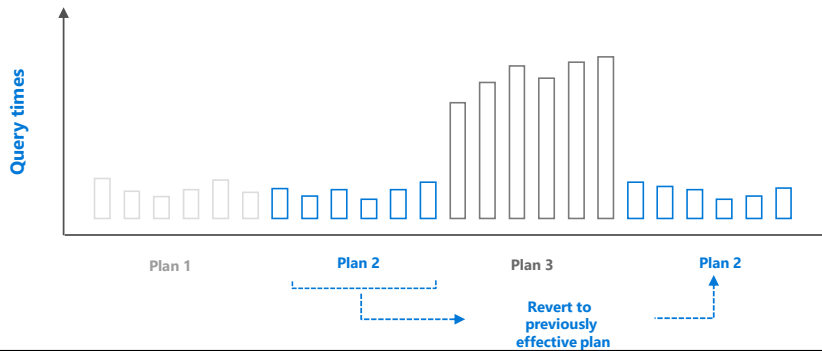 Query times
Plan 1
Plan 2
Plan 3
Plan 2
Revert to
previously
effective plan